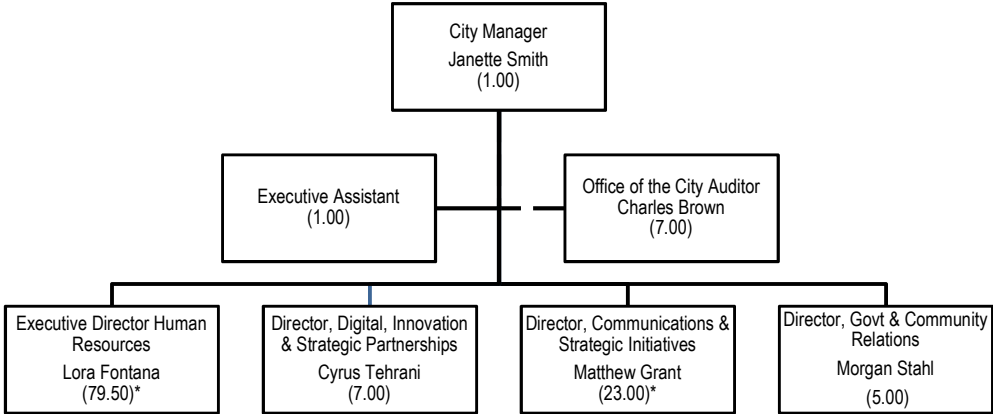 City Manager
Janette Smith
(1.00)
Executive Assistant
(1.00)
Office of the City Auditor
Charles Brown
(7.00)
Executive Director Human
Resources
Lora Fontana
(79.50)*
Director, Digital, Innovation
& Strategic Partnerships
Cyrus Tehrani
(7.00)
Director, Communications &
Strategic Initiatives
Matthew Grant
(23.00)*
Director, Govt & Community
Relations
Morgan Stahl
(5.00)